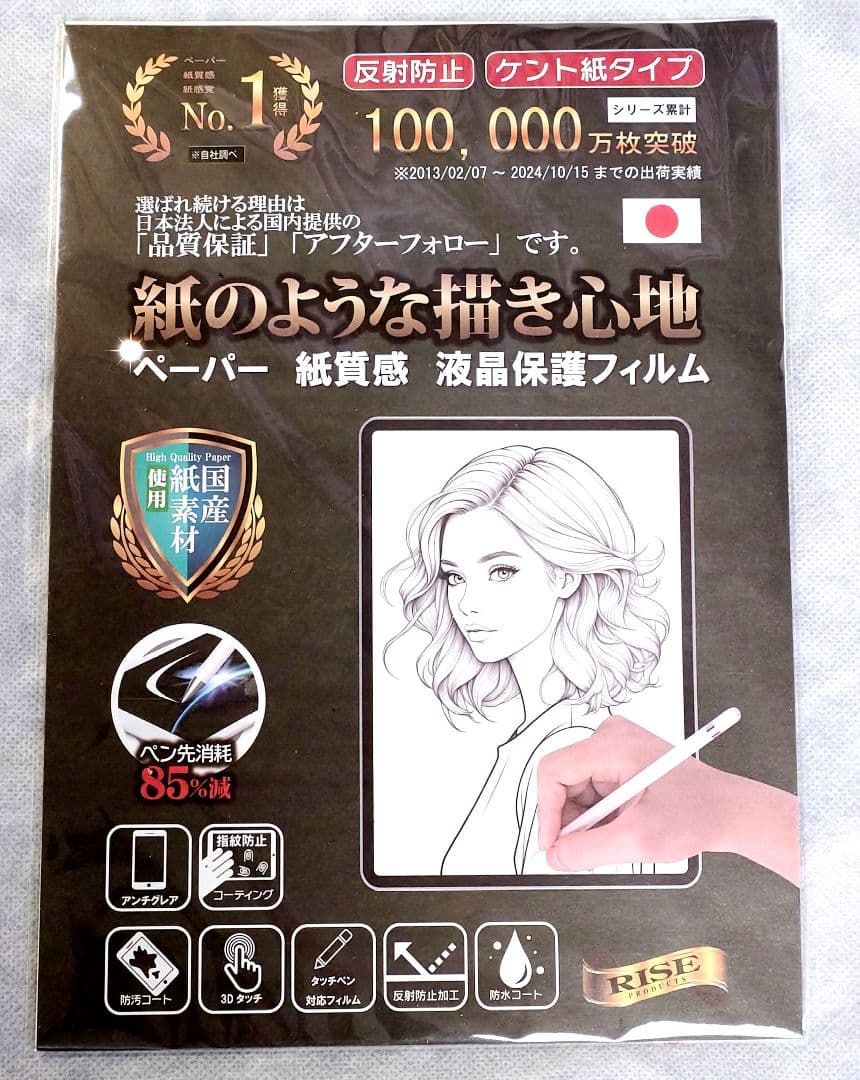 ペーパー
紙質感
紙感覚
No.1
獲得
※自社調べ
反射防止
ケント紙タイプ
シリーズ累計
100,000万枚突破
※2013/02/07 ～ 2024/10/15 までの出荷実績
選ばれ続ける理由は
日本法人による国内提供の
「品質保証」「アフターフォロー」です。
紙のような描き心地
ペーパー 紙質感 液晶保護フィルム
High Quality Paper
国産
紙素材
使用
ペン先消耗
85%減
アンチグレア
指紋防止
コーティング
防汚コート
3Dタッチ
タッチペン
対応フィルム
反射防止加工
防水コート
RISE
PRODUCTS